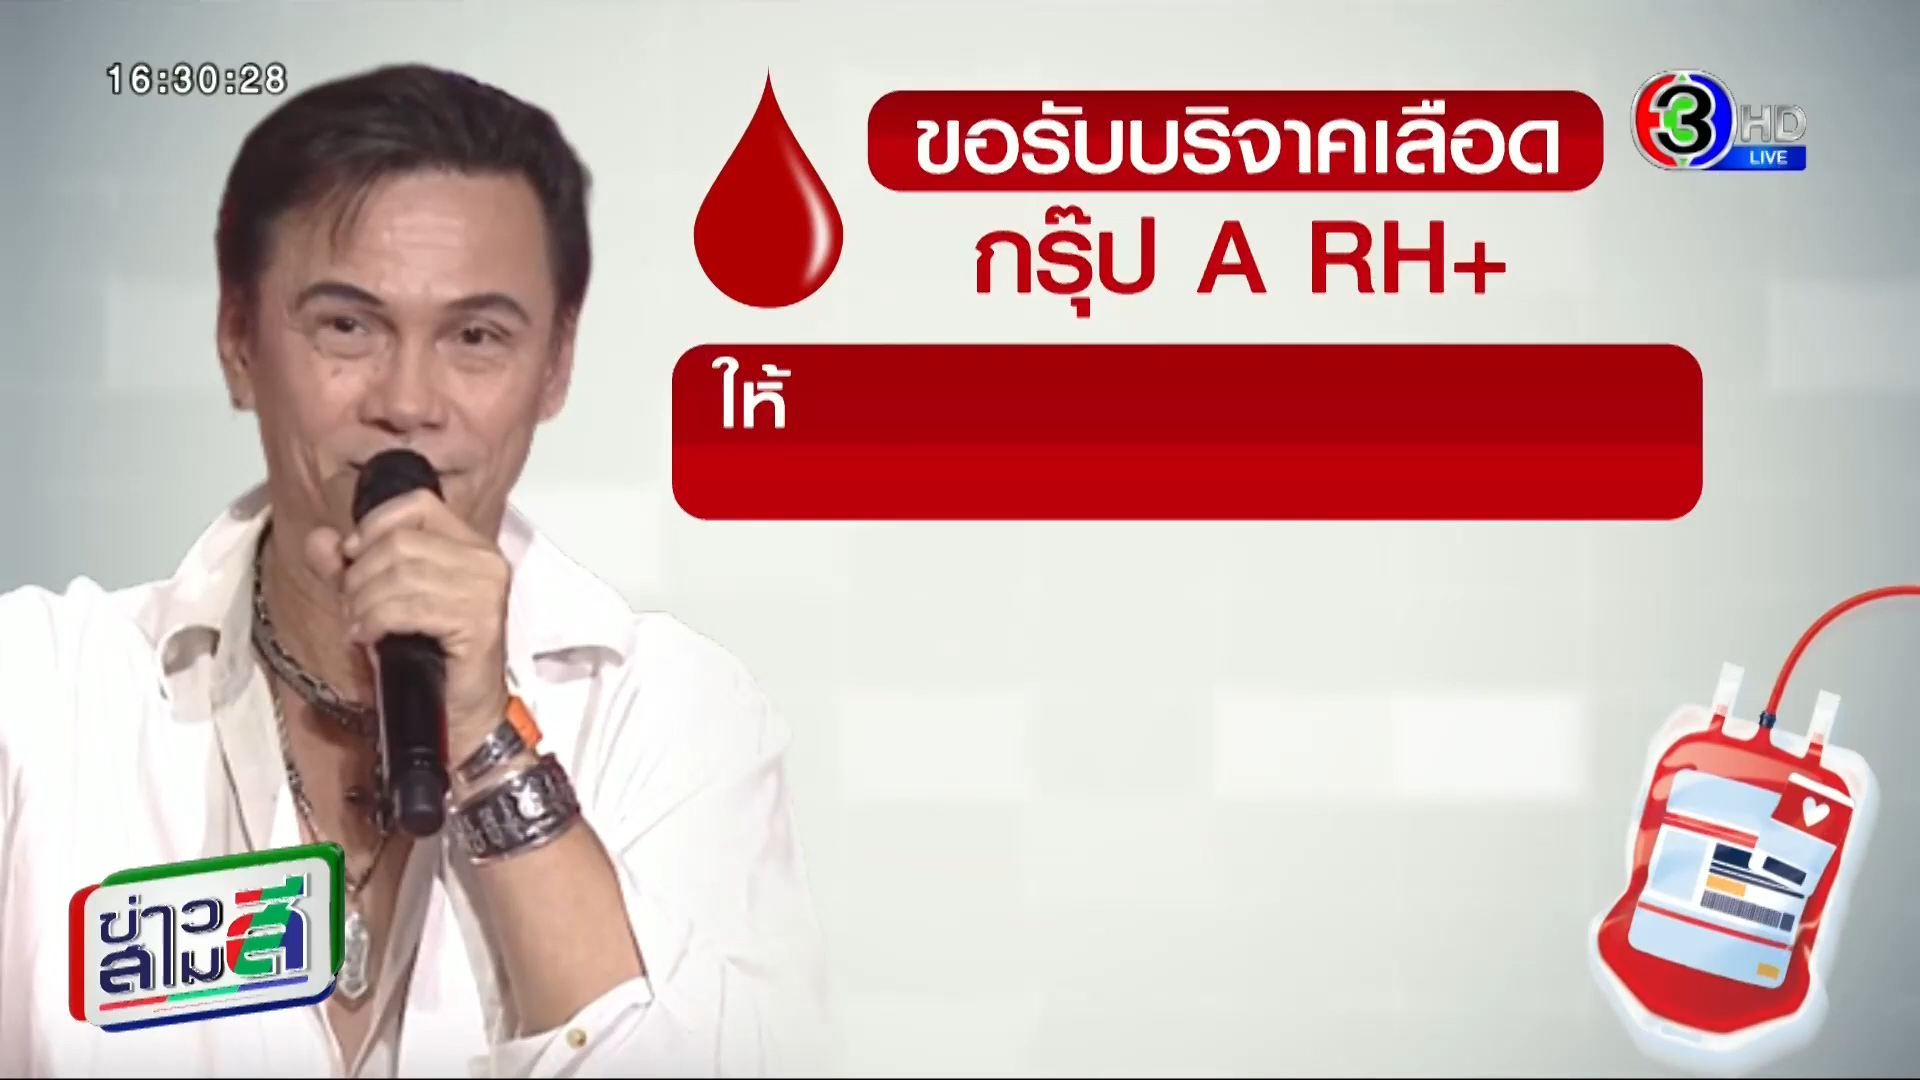 16:30:28
ขอรับบริจาคเลือด
3 HD
LIVE
กรุ๊ป A RH+
ให้
ข่าว
สามสี